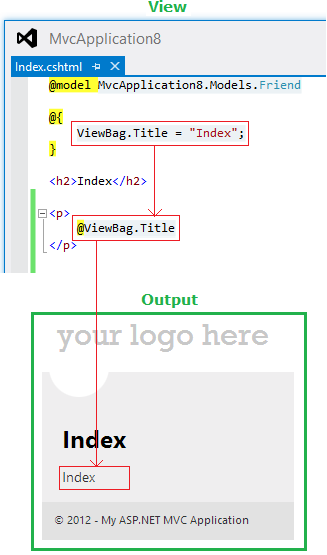 View
MvcApplication8
Index.cshtml
@model MvcApplication8.Models.Friend
@{
ViewBag.Title = "Index";
}
<h2>Index</h2>
<p>
@ViewBag.Title
</p>
Output
your logo here
Index
Index
© 2012 - My ASP.NET MVC Application